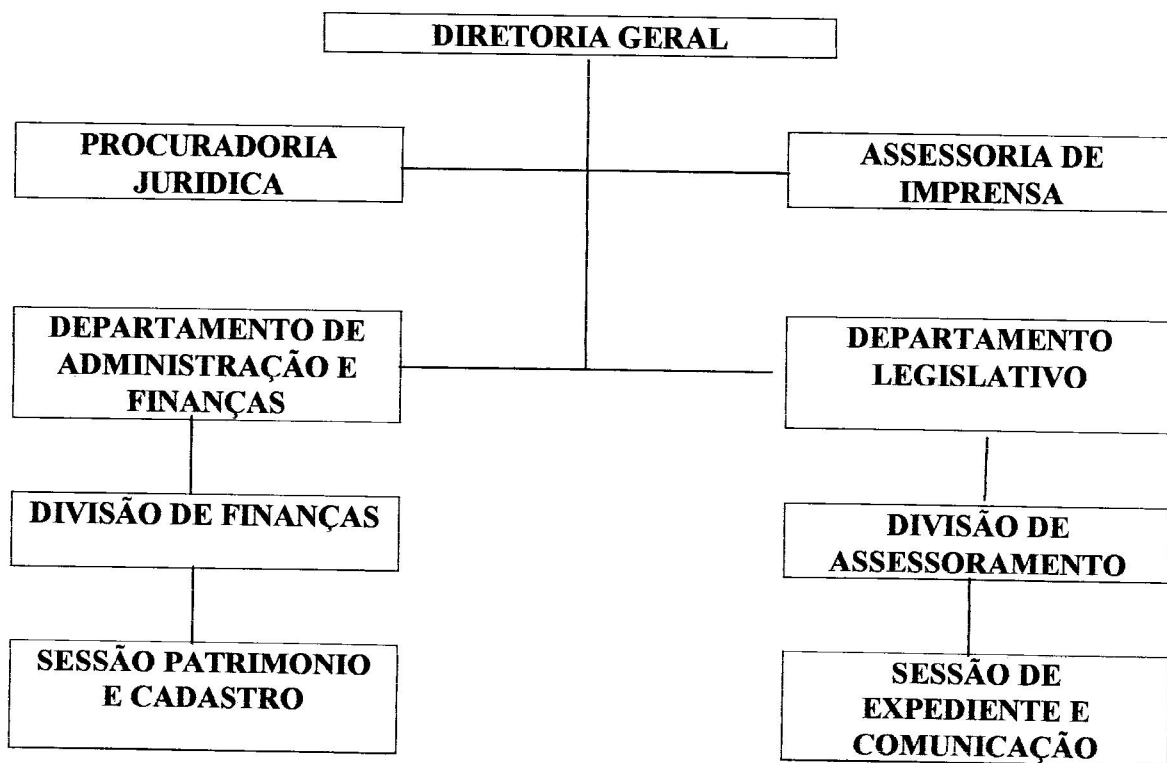 DIRETORIA GERAL
PROCURADORIA
JURIDICA
ASSESSORIA DE
IMPRENSA
DEPARTAMENTO DE
ADMINISTRAÇÃO E
FINANÇAS
DEPARTAMENTO
LEGISLATIVO
DIVISÃO DE FINANÇAS
DIVISÃO DE
ASSESSORAMENTO
SESSÃO PATRIMONIO
E CADASTRO
SESSÃO DE
EXPEDIENTE E
COMUNICAÇÃO